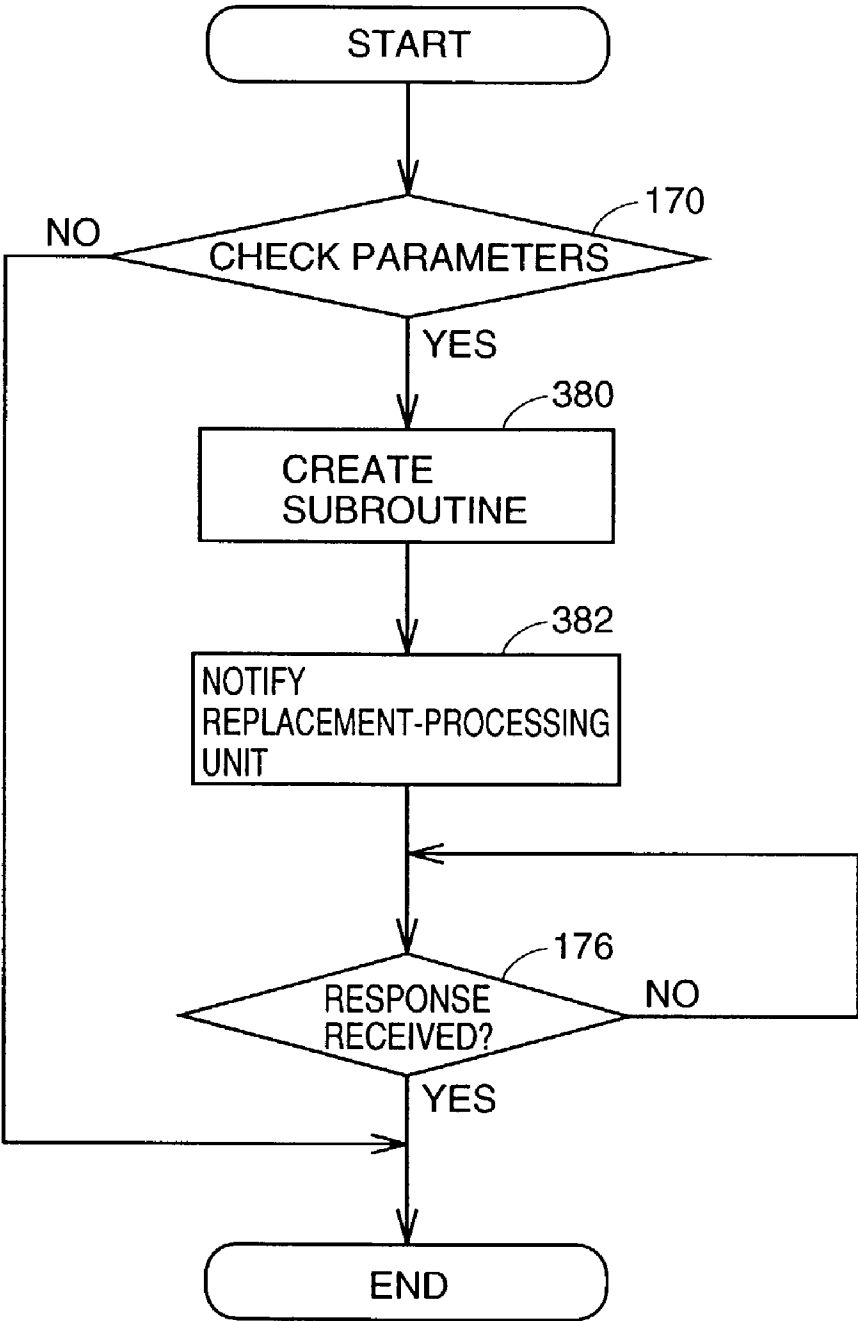 START
170
NO
CHECK PARAMETERS
YES
380
CREATE
SUBROUTINE
382
NOTIFY
REPLACEMENT-PROCESSING
UNIT
176
RESPONSE
RECEIVED?
NO
YES
END